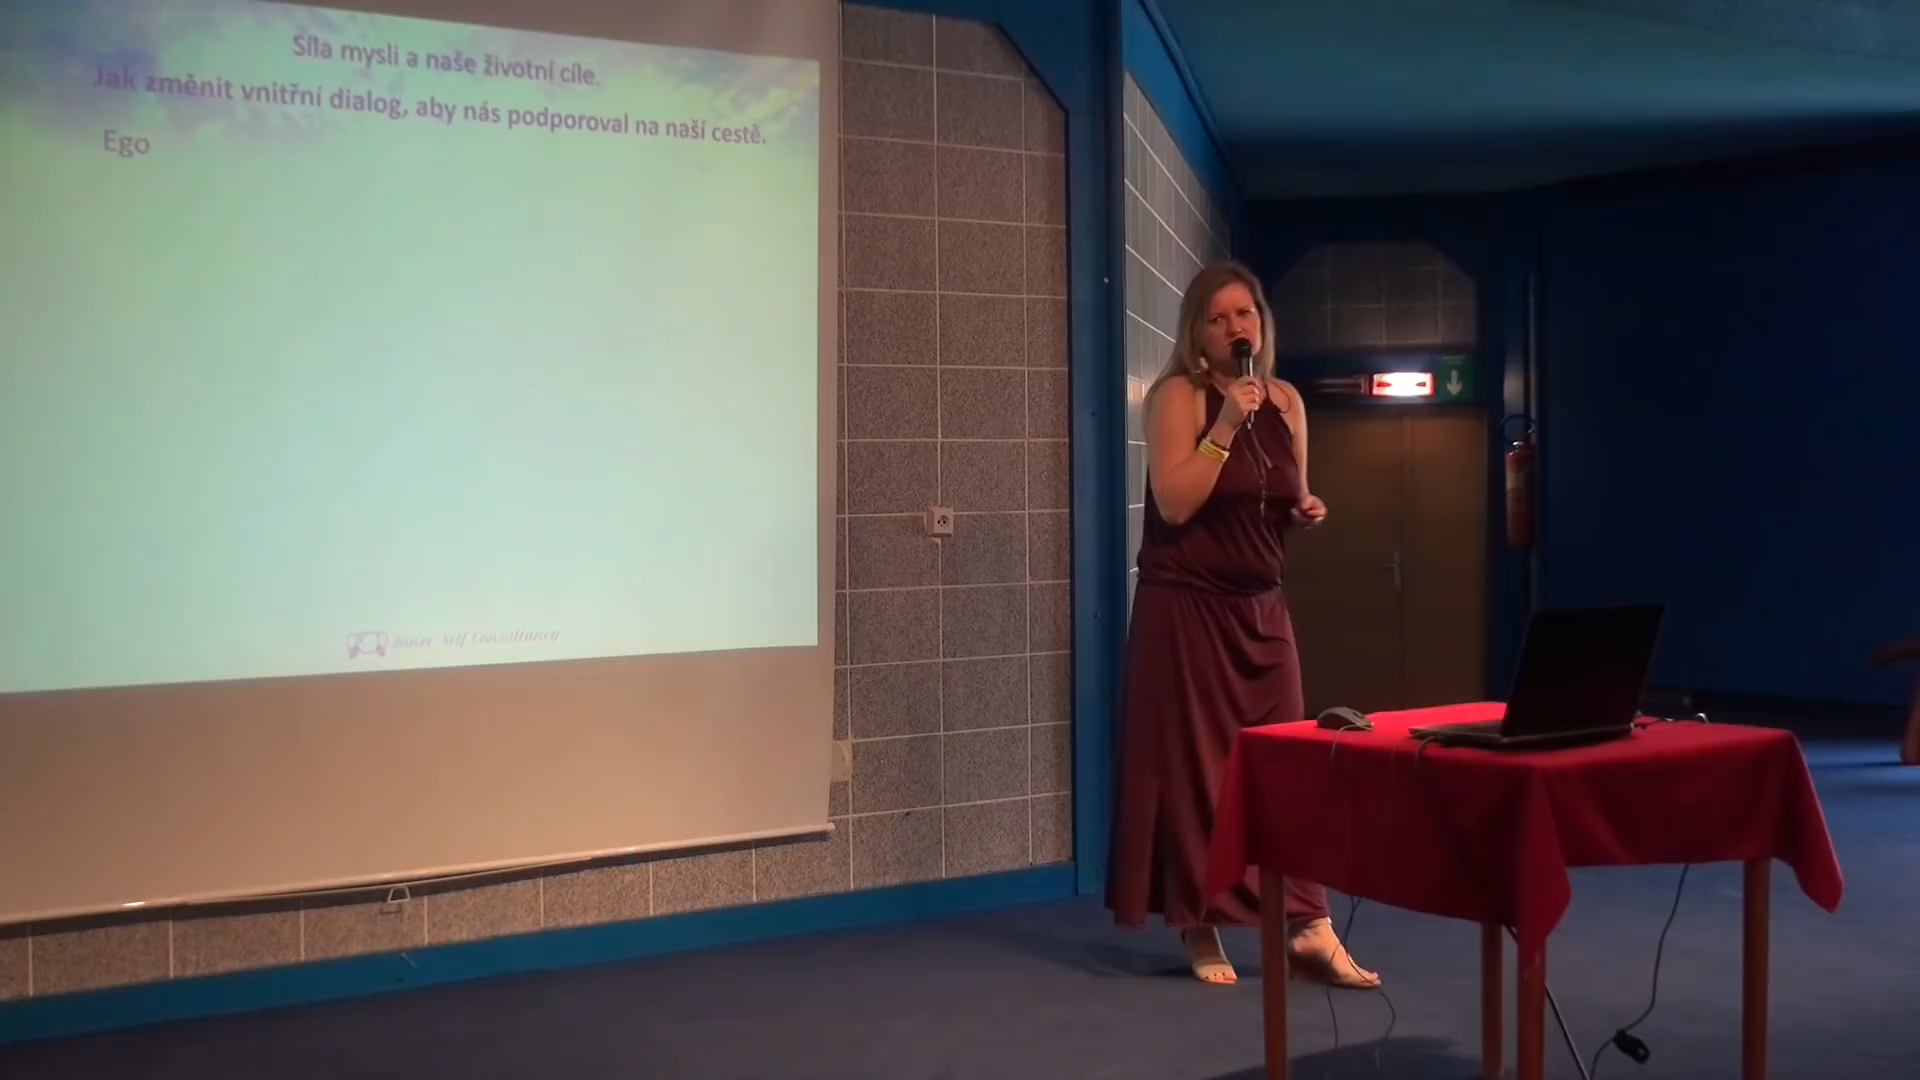 Síla mysli a naše životní cíle.
Jak změnit vnitřní dialog, aby nás podporoval na naší cestě.
Ego
Inner Self Consultancy